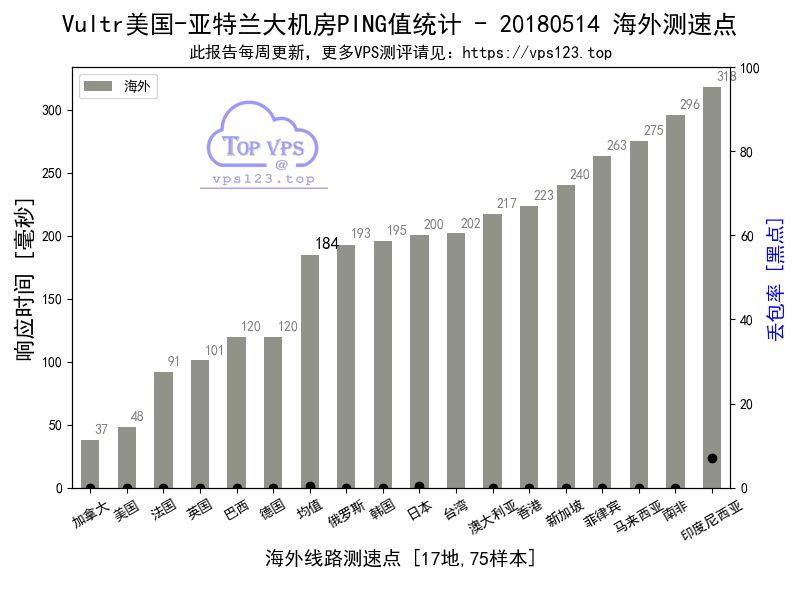 Vultr美国-亚特兰大机房PING值统计 - 20180514 海外测速点
此报告每周更新，更多VPS测评请见：https://vps123.top
海外
TOP VPS
@
vps123.top
响应时间 [毫秒]
丢包率 [黑点]
300
250
200
150
100
50
0
100
80
60
40
20
0
37
48
91
101
120
120
184
193
195
200
202
217
223
240
263
275
296
318
加拿大
美国
法国
英国
巴西
德国
均值
俄罗斯
韩国
日本
台湾
澳大利亚
香港
新加坡
菲律宾
马来西亚
南非
印度尼西亚
海外线路测速点 [17地,75样本]